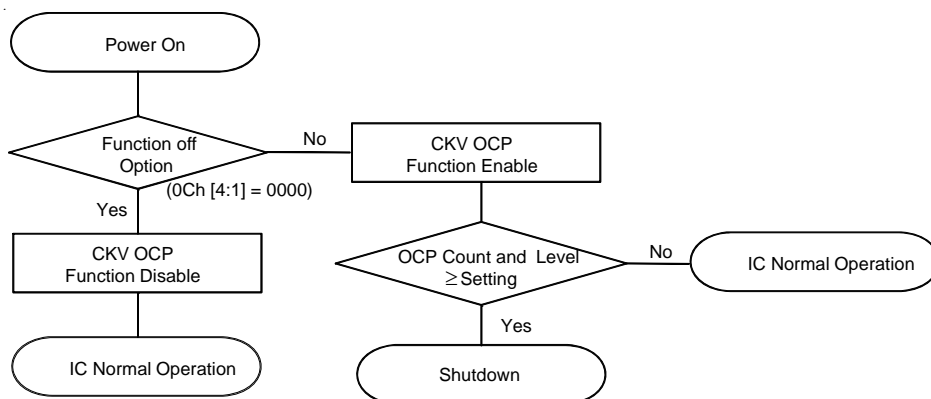 Power On
Function off
Option
No
CKV OCP
Function Enable
(0Ch [4:1] = 0000)
Yes
CKV OCP
Function Disable
OCP Count and Level
≥Setting
No
IC Normal Operation
Yes
IC Normal Operation
Shutdown